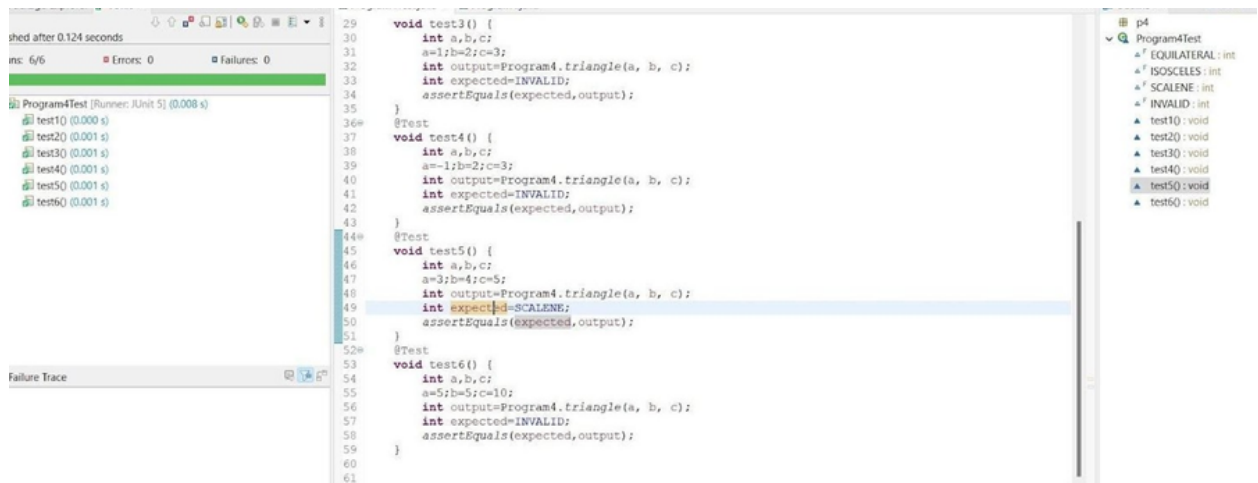 shed after 0.124 seconds
ns: 6/6
Errors: 0
Failures: 0
Program4Test [Runner: JUnit 5] (0.008 s)
test1() (0.000 s)
test2() (0.001 s)
test3() (0.001 s)
test4() (0.001 s)
test5() (0.001 s)
test6() (0.001 s)
Failure Trace
29 void test3() {
30 int a,b,c;
31 a=1;b=2;c=3;
32 int output=Program4.triangle(a, b, c);
33 int expected=INVALID;
34 assertEquals(expected,output);
35 }
36 @Test
37 void test4() {
38 int a,b,c;
39 a=-1;b=2;c=3;
40 int output=Program4.triangle(a, b, c);
41 int expected=INVALID;
42 assertEquals(expected,output);
43 }
44 @Test
45 void test5() {
46 int a,b,c;
47 a=3;b=4;c=5;
48 int output=Program4.triangle(a, b, c);
49 int expected=SCALENE;
50 assertEquals(expected,output);
51 }
52 @Test
53 void test6() {
54 int a,b,c;
55 a=5;b=5;c=10;
56 int output=Program4.triangle(a, b, c);
57 int expected=INVALID;
58 assertEquals(expected,output);
59 }
60
61
p4
Program4Test
F EQUILATERAL : int
F ISOSCELES : int
F SCALENE : int
F INVALID : int
test1() : void
test2() : void
test3() : void
test4() : void
test5() : void
test6() : void